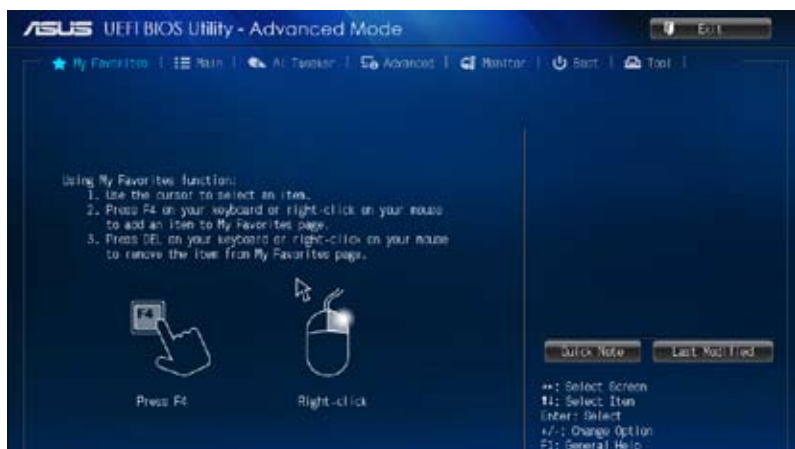 ASUS UEFI BIOS Utility - Advanced Mode
Exit
My Favorites | Main | Ai Tweaker | Advanced | Monitor | Boot | Tool |
Using My Favorites function:
1. Use the cursor to select an item.
2. Press F4 on your keyboard or right-click on your mouse
to add an item to My Favorites page.
3. Press DEL on your keyboard or right-click on your mouse
to remove the item from My Favorites page.
F4
Press F4
Right-click
Quick Note
Last Modified
↔: Select Screen
↑↓: Select Item
Enter: Select
+/-: Change Option
F1: General Help